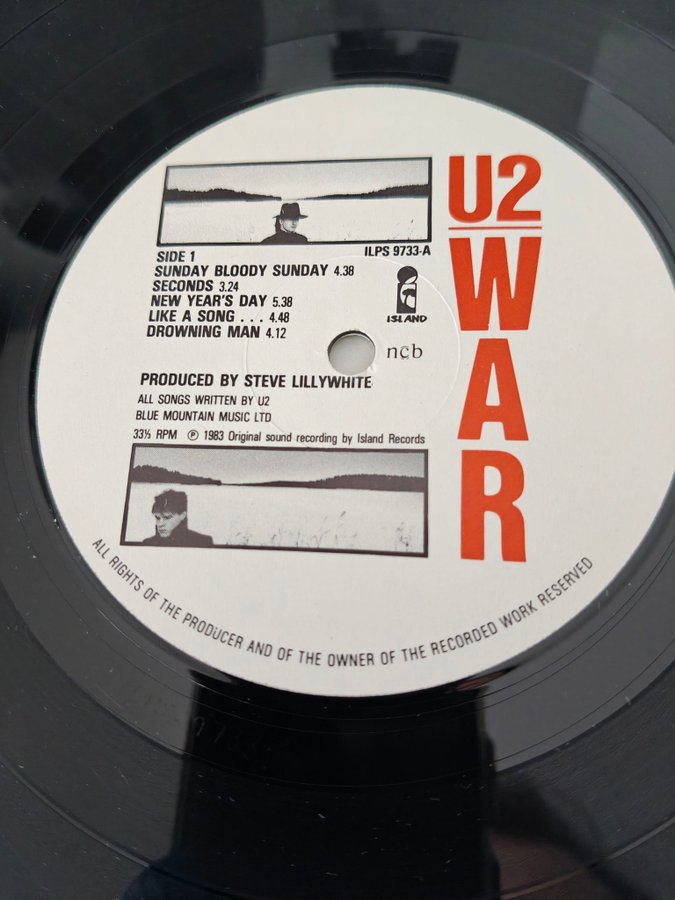 U2
WAR
SIDE 1
ILPS 9733-A
SUNDAY BLOODY SUNDAY 4.38
SECONDS 3.24
NEW YEAR'S DAY 5.38
LIKE A SONG . . . 4.48
DROWNING MAN 4.12
ISLAND
ncb
PRODUCED BY STEVE LILLYWHITE
ALL SONGS WRITTEN BY U2
BLUE MOUNTAIN MUSIC LTD
33⅓ RPM ℗ 1983 Original sound recording by Island Records
ALL RIGHTS OF THE PRODUCER AND OF THE OWNER OF THE RECORDED WORK RESERVED